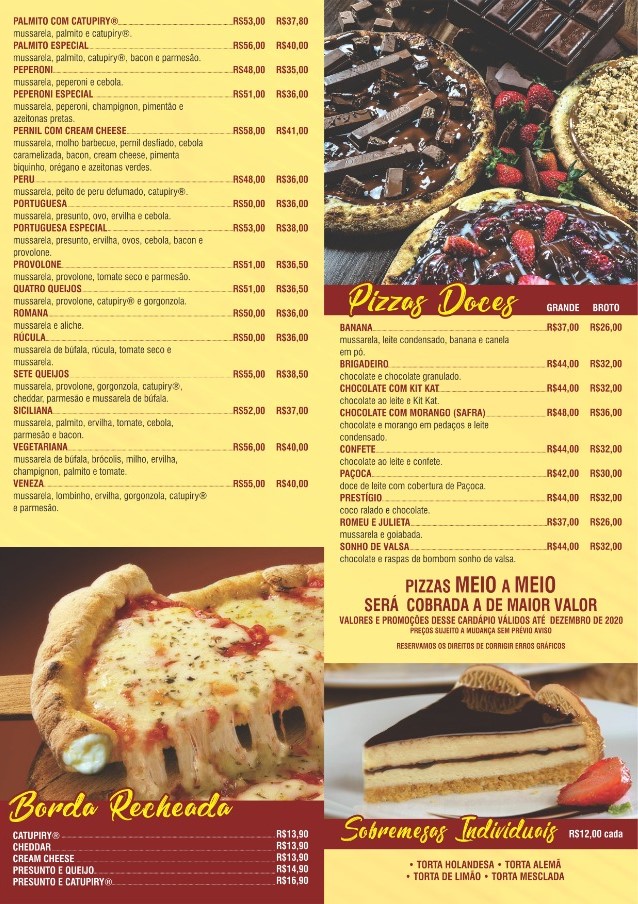 PALMITO COM CATUPIRY® R$53,00 R$37,80
mussarela, palmito e catupiry®.
PALMITO ESPECIAL R$56,00 R$40,00
mussarela, palmito, catupiry®, bacon e parmesão.
PEPERONI R$48,00 R$35,00
mussarela, peperoni e cebola.
PEPERONI ESPECIAL R$51,00 R$36,00
mussarela, peperoni, champignon, pimentão e
azeitonas pretas.
PERNIL COM CREAM CHEESE R$58,00 R$41,00
mussarela, molho barbecue, pernil desfiado, cebola
caramelizada, bacon, cream cheese, pimenta
biquinho, orégano e azeitonas verdes.
PERU R$48,00 R$36,00
mussarela, peito de peru defumado, catupiry®.
PORTUGUESA R$50,00 R$36,00
mussarela, presunto, ovo, ervilha e cebola.
PORTUGUESA ESPECIAL R$53,00 R$38,00
mussarela, presunto, ervilha, ovos, cebola, bacon e
provolone.
PROVOLONE R$51,00 R$36,50
mussarela, provolone, tomate seco e parmesão.
QUATRO QUEIJOS R$51,00 R$36,50
mussarela, provolone, catupiry® e gorgonzola.
ROMANA R$50,00 R$36,00
mussarela e aliche.
RÚCULA R$50,00 R$36,00
mussarela de búfala, rúcula, tomate seco e
mussarela.
SETE QUEIJOS R$55,00 R$38,50
mussarela, provolone, gorgonzola, catupiry®,
cheddar, parmesão e mussarela de búfala.
SICILIANA R$52,00 R$37,00
mussarela, palmito, ervilha, tomate, cebola,
parmesão e bacon.
VEGETARIANA R$56,00 R$40,00
mussarela de búfala, brócolis, milho, ervilha,
champignon, palmito e tomate.
VENEZA R$55,00 R$40,00
mussarela, lombinho, ervilha, gorgonzola, catupiry®
e parmesão.
Borda Recheada
CATUPIRY® R$13,90
CHEDDAR R$13,90
CREAM CHEESE R$13,90
PRESUNTO E QUEIJO R$14,90
PRESUNTO E CATUPIRY® R$16,90
Pizzas Doces GRANDE BROTO
BANANA R$37,00 R$26,00
mussarela, leite condensado, banana e canela
em pó.
BRIGADEIRO R$44,00 R$32,00
chocolate e chocolate granulado.
CHOCOLATE COM KIT KAT R$44,00 R$32,00
chocolate ao leite e Kit Kat.
CHOCOLATE COM MORANGO (SAFRA) R$48,00 R$36,00
chocolate e morango em pedaços e leite
condensado.
CONFETE R$44,00 R$32,00
chocolate ao leite e confete.
PAÇOCA R$42,00 R$30,00
doce de leite com cobertura de Paçoca.
PRESTÍGIO R$44,00 R$32,00
coco ralado e chocolate.
ROMEU E JULIETA R$37,00 R$26,00
mussarela e goiabada.
SONHO DE VALSA R$44,00 R$32,00
chocolate e raspas de bombom sonho de valsa.
PIZZAS MEIO A MEIO
SERÁ COBRADA A DE MAIOR VALOR
VALORES E PROMOÇÕES DESSE CARDÁPIO VÁLIDOS ATÉ DEZEMBRO DE 2020
PREÇOS SUJEITO A MUDANÇA SEM PRÉVIO AVISO
RESERVAMOS OS DIREITOS DE CORRIGIR ERROS GRÁFICOS
Sobremesas Individuais R$12,00 cada
• TORTA HOLANDESA • TORTA ALEMÃ
• TORTA DE LIMÃO • TORTA MESCLADA